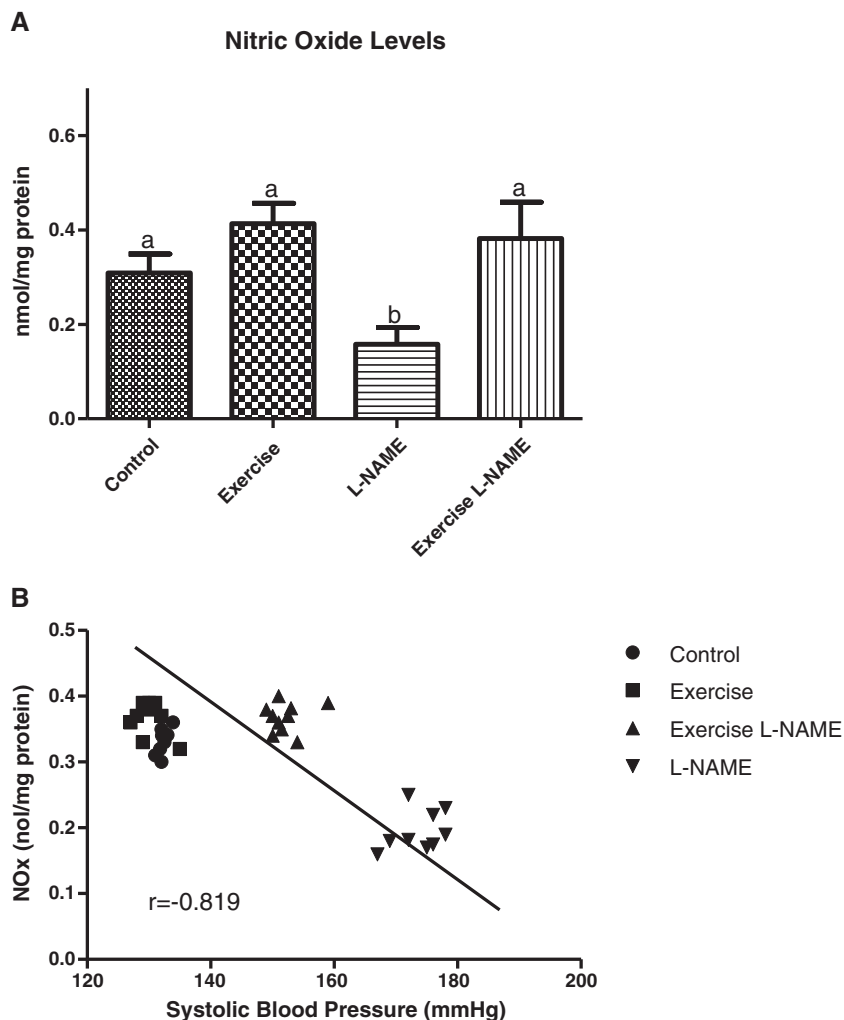 A
Nitric Oxide Levels
nmol/mg protein
0.6
0.4
0.2
0.0
a
a
b
a
Control
Exercise
L-NAME
Exercise L-NAME
B
NOx (nol/mg protein)
0.5
0.4
0.3
0.2
0.1
0.0
r=-0.819
120
140
160
180
200
Systolic Blood Pressure (mmHg)
Control
Exercise
Exercise L-NAME
L-NAME